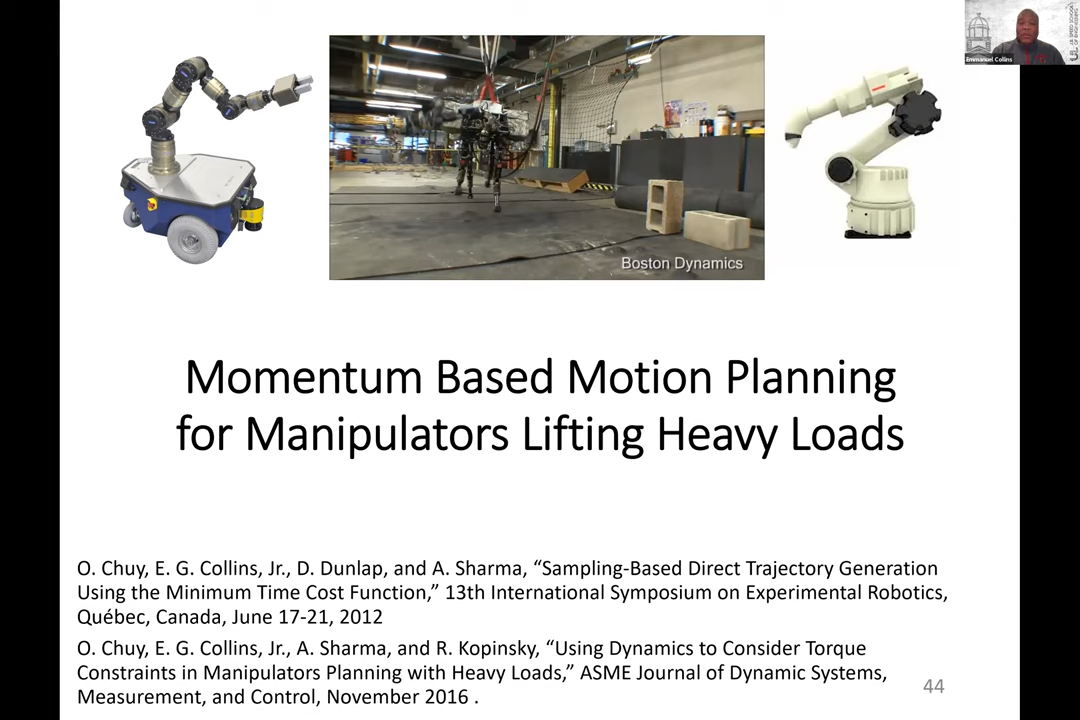 Emmanuel Collins
Boston Dynamics
Momentum Based Motion Planning
for Manipulators Lifting Heavy Loads
O. Chuy, E. G. Collins, Jr., D. Dunlap, and A. Sharma, “Sampling-Based Direct Trajectory Generation
Using the Minimum Time Cost Function,” 13th International Symposium on Experimental Robotics,
Québec, Canada, June 17-21, 2012
O. Chuy, E. G. Collins, Jr., A. Sharma, and R. Kopinsky, “Using Dynamics to Consider Torque
Constraints in Manipulators Planning with Heavy Loads,” ASME Journal of Dynamic Systems,
Measurement, and Control, November 2016 .
44